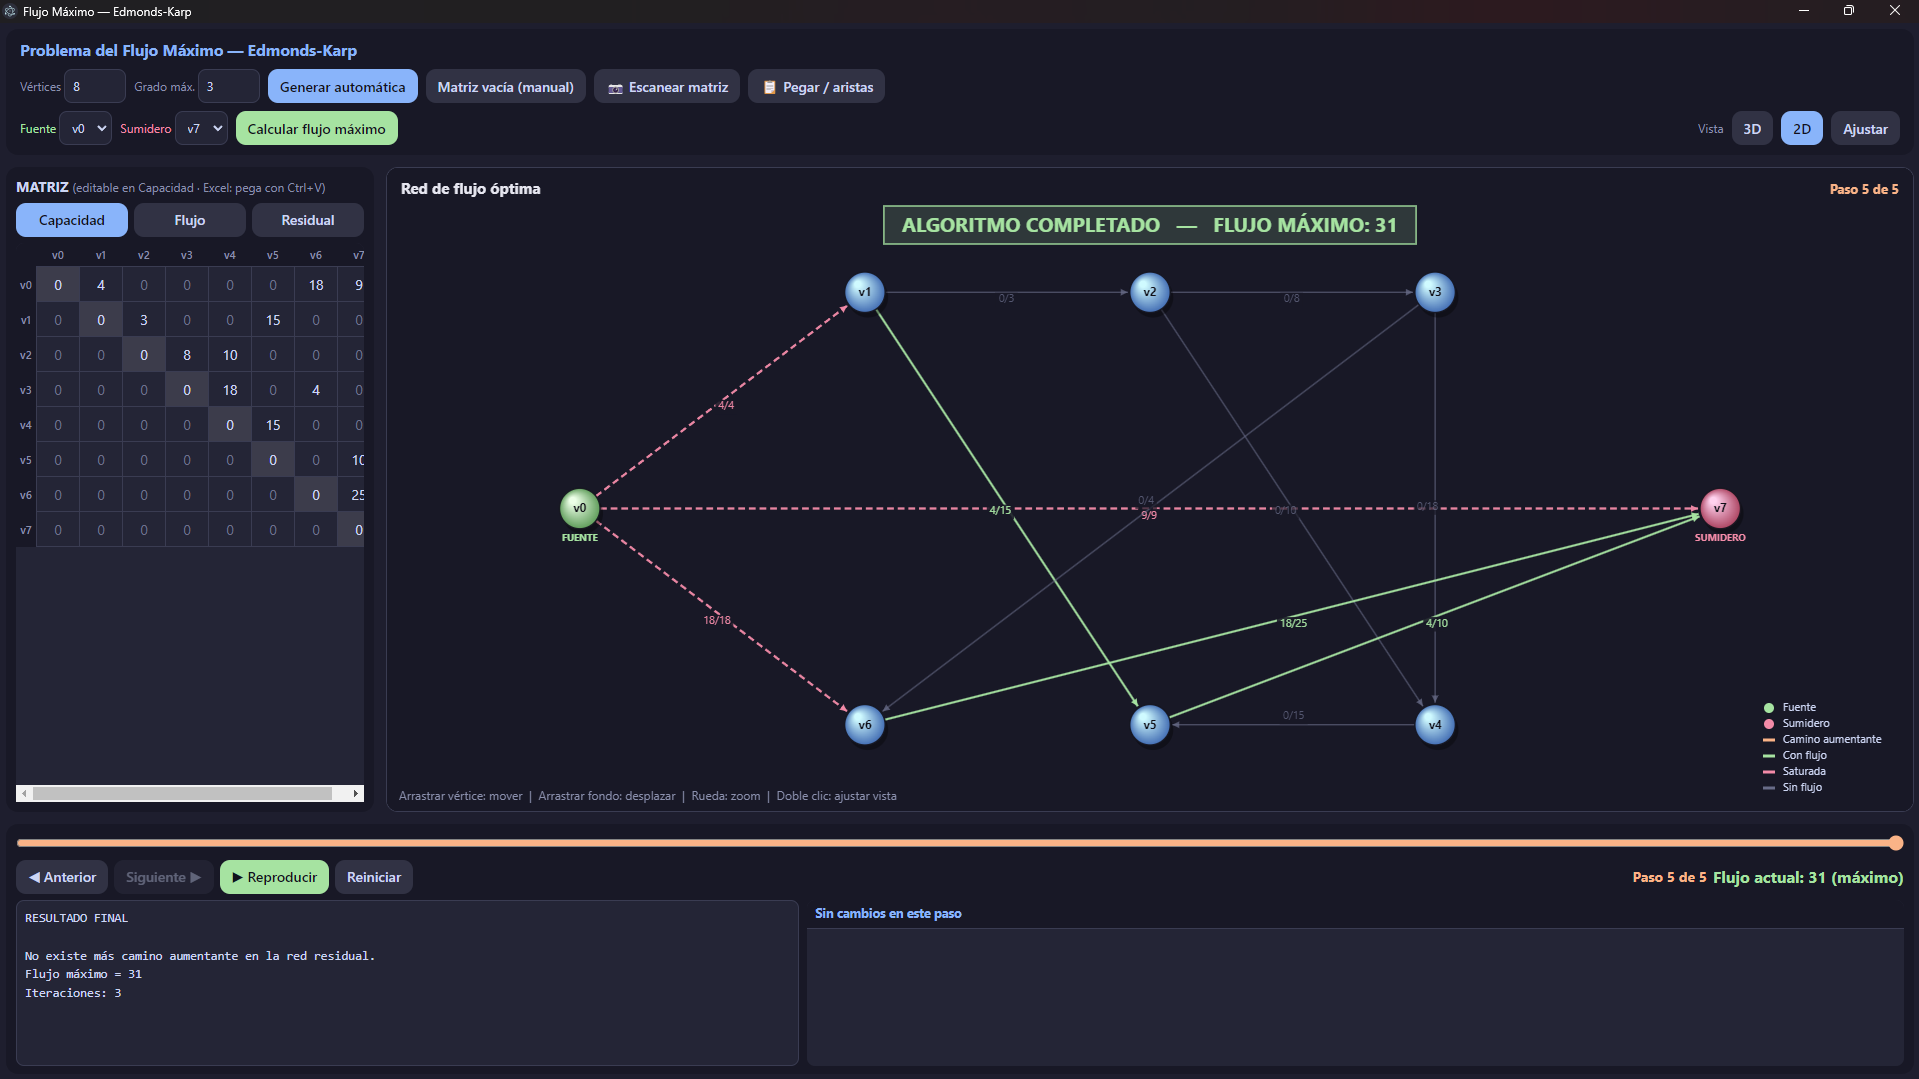 Flujo Máximo — Edmonds-Karp
Problema del Flujo Máximo — Edmonds-Karp
Vértices 8 Grado máx. 3 Generar automática Matriz vacía (manual) Escanear matriz Pegar / aristas
Fuente v0 Sumidero v7 Calcular flujo máximo Vista 3D 2D Ajustar
MATRIZ (editable en Capacidad · Excel: pega con Ctrl+V)
Capacidad Flujo Residual
v0 v1 v2 v3 v4 v5 v6 v7
v0 0 4 0 0 0 0 18 9
v1 0 0 3 0 0 15 0 0
v2 0 0 0 8 10 0 0 0
v3 0 0 0 0 18 0 4 0
v4 0 0 0 0 0 15 0 0
v5 0 0 0 0 0 0 0 10
v6 0 0 0 0 0 0 0 25
v7 0 0 0 0 0 0 0 0
Red de flujo óptima
Paso 5 de 5
ALGORITMO COMPLETADO — FLUJO MÁXIMO: 31
v1
0/3
v2
0/8
v3
4/4
v0
FUENTE
4/15
0/4
9/9
0/10
0/18
v7
SUMIDERO
18/18
18/25
4/10
v6
v5
0/15
v4
Fuente
Sumidero
Camino aumentante
Con flujo
Saturada
Sin flujo
Arrastrar vértice: mover | Arrastrar fondo: desplazar | Rueda: zoom | Doble clic: ajustar vista
◀ Anterior Siguiente ▶ ▶ Reproducir Reiniciar
Paso 5 de 5 Flujo actual: 31 (máximo)
RESULTADO FINAL
No existe más camino aumentante en la red residual.
Flujo máximo = 31
Iteraciones: 3
Sin cambios en este paso